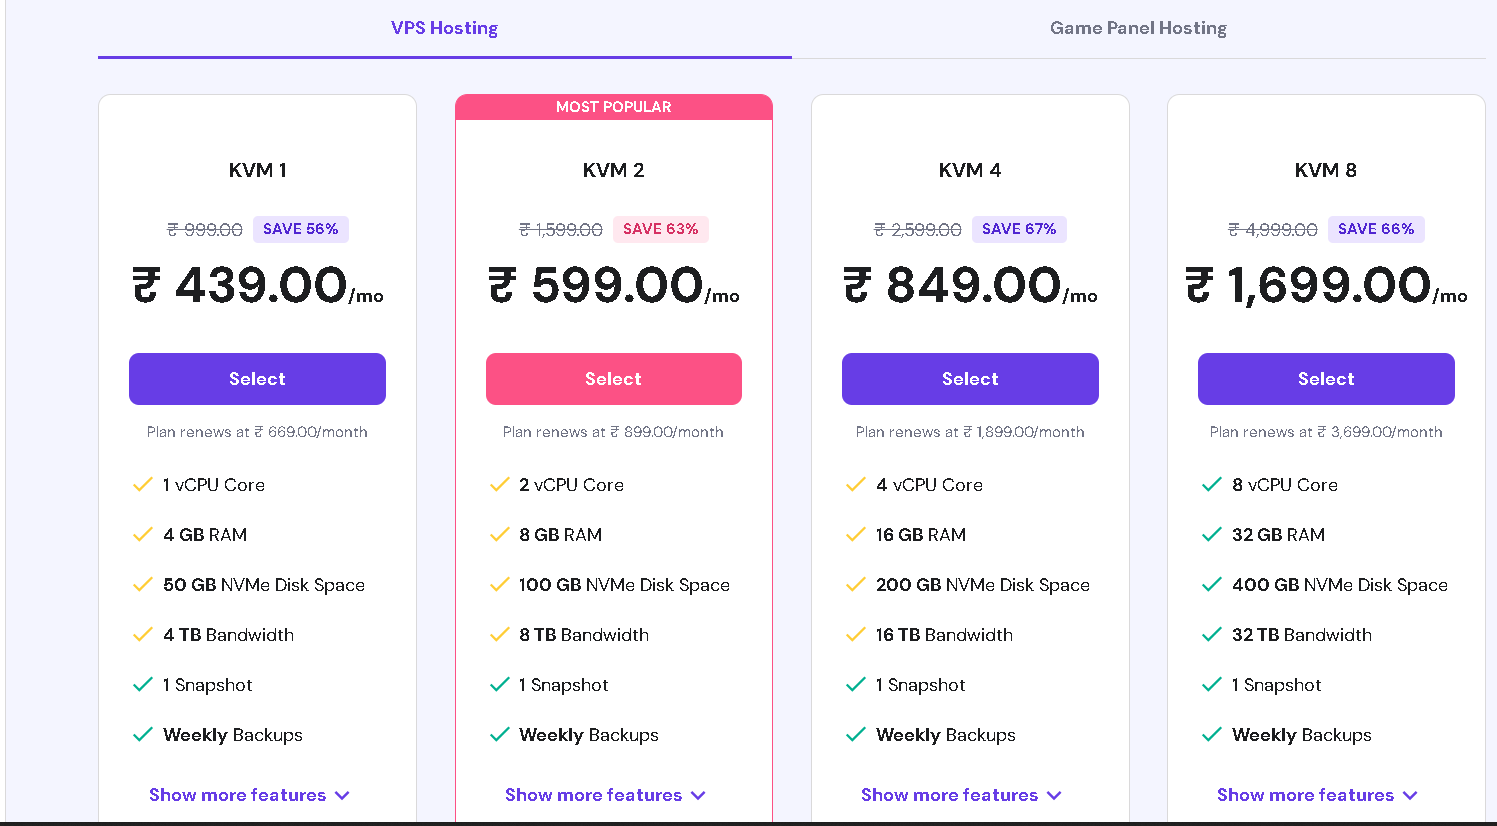 VPS Hosting
Game Panel Hosting
KVM 1
₹ 999.00 SAVE 56%
₹ 439.00/mo
Select
Plan renews at ₹ 669.00/month
1 vCPU Core
4 GB RAM
50 GB NVMe Disk Space
4 TB Bandwidth
1 Snapshot
Weekly Backups
Show more features
MOST POPULAR
KVM 2
₹ 1,599.00 SAVE 63%
₹ 599.00/mo
Select
Plan renews at ₹ 899.00/month
2 vCPU Core
8 GB RAM
100 GB NVMe Disk Space
8 TB Bandwidth
1 Snapshot
Weekly Backups
Show more features
KVM 4
₹ 2,599.00 SAVE 67%
₹ 849.00/mo
Select
Plan renews at ₹ 1,899.00/month
4 vCPU Core
16 GB RAM
200 GB NVMe Disk Space
16 TB Bandwidth
1 Snapshot
Weekly Backups
Show more features
KVM 8
₹ 4,999.00 SAVE 66%
₹ 1,699.00/mo
Select
Plan renews at ₹ 3,699.00/month
8 vCPU Core
32 GB RAM
400 GB NVMe Disk Space
32 TB Bandwidth
1 Snapshot
Weekly Backups
Show more features